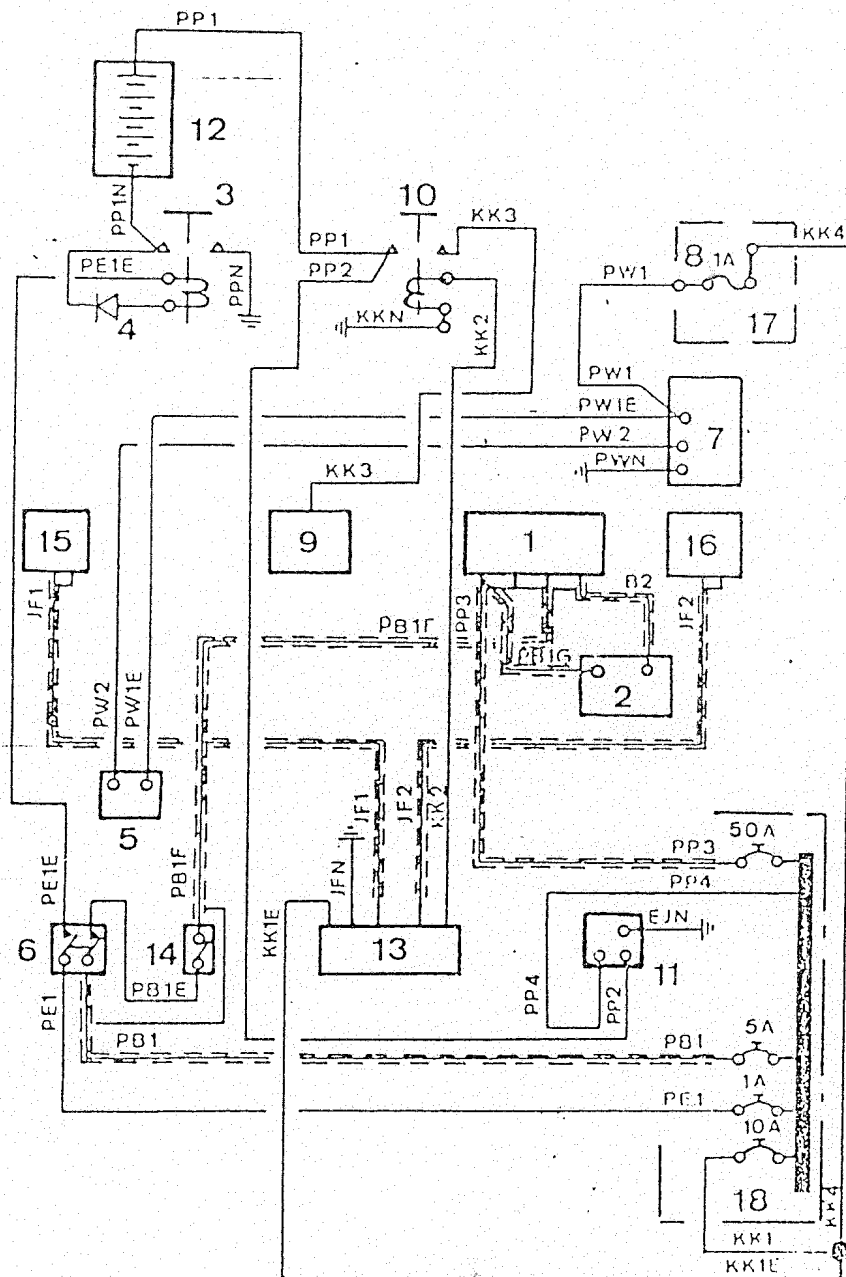 PP1
12
PP1N
3
10
KK3
PP1
PP2
PE1E
PPN
4
KKN
KK2
8
1A
KK4
PW1
17
PW1
PW1E
PW2
PWN
7
KK3
15
9
1
16
JF1
PP3
B2
JF2
PB1F
PB1G
2
PW2
PW1E
5
JF1
JF2
KK2
50A
PP3
PP4
PB1F
PE1E
JFN
EJN
6
14
KK1E
13
11
PB1E
PP4
PP2
PE1
PB1
PB1
5A
1A
PE1
10A
18
KK4
KK1
KK1E